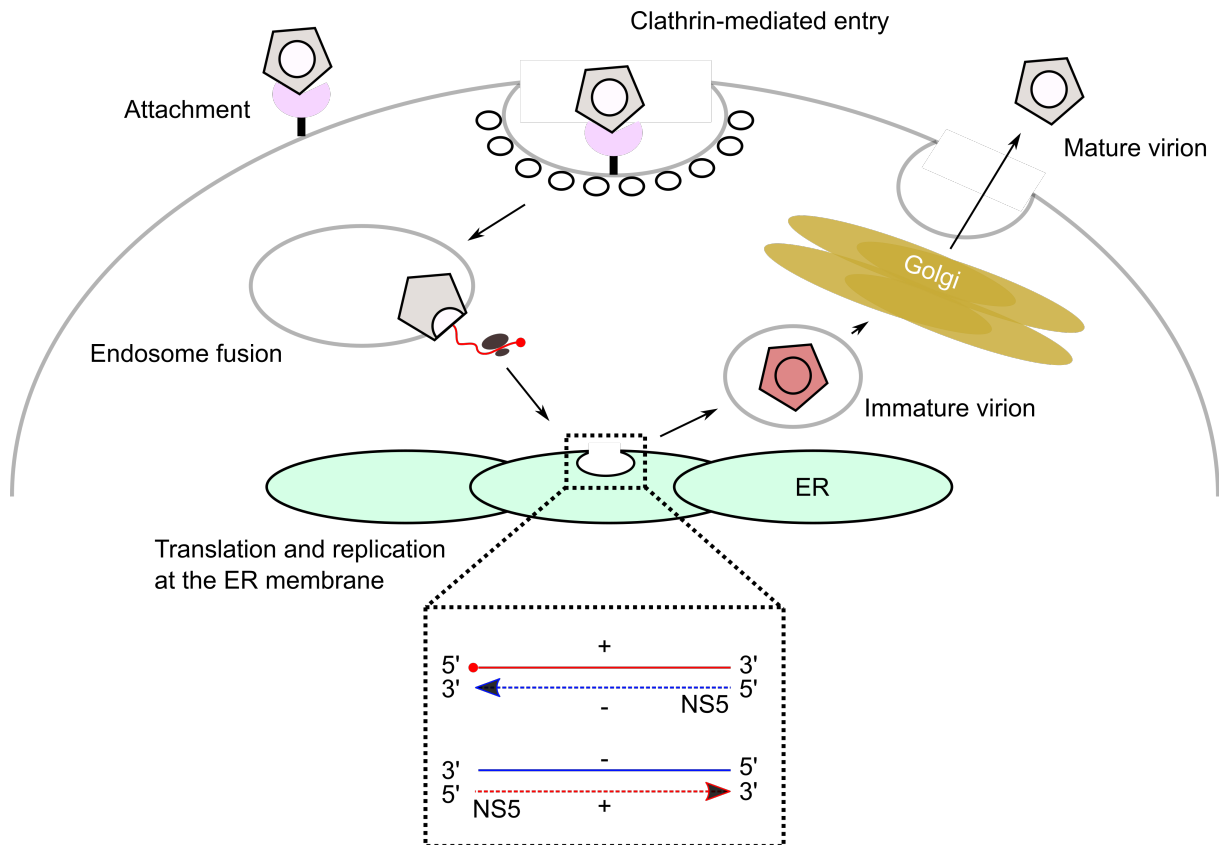 Clathrin-mediated entry
Attachment
Mature virion
Golgi
Endosome fusion
Immature virion
ER
Translation and replication
at the ER membrane
+
5' 3'
3' 5'
NS5
-
-
3' 5'
5' 3'
NS5
+